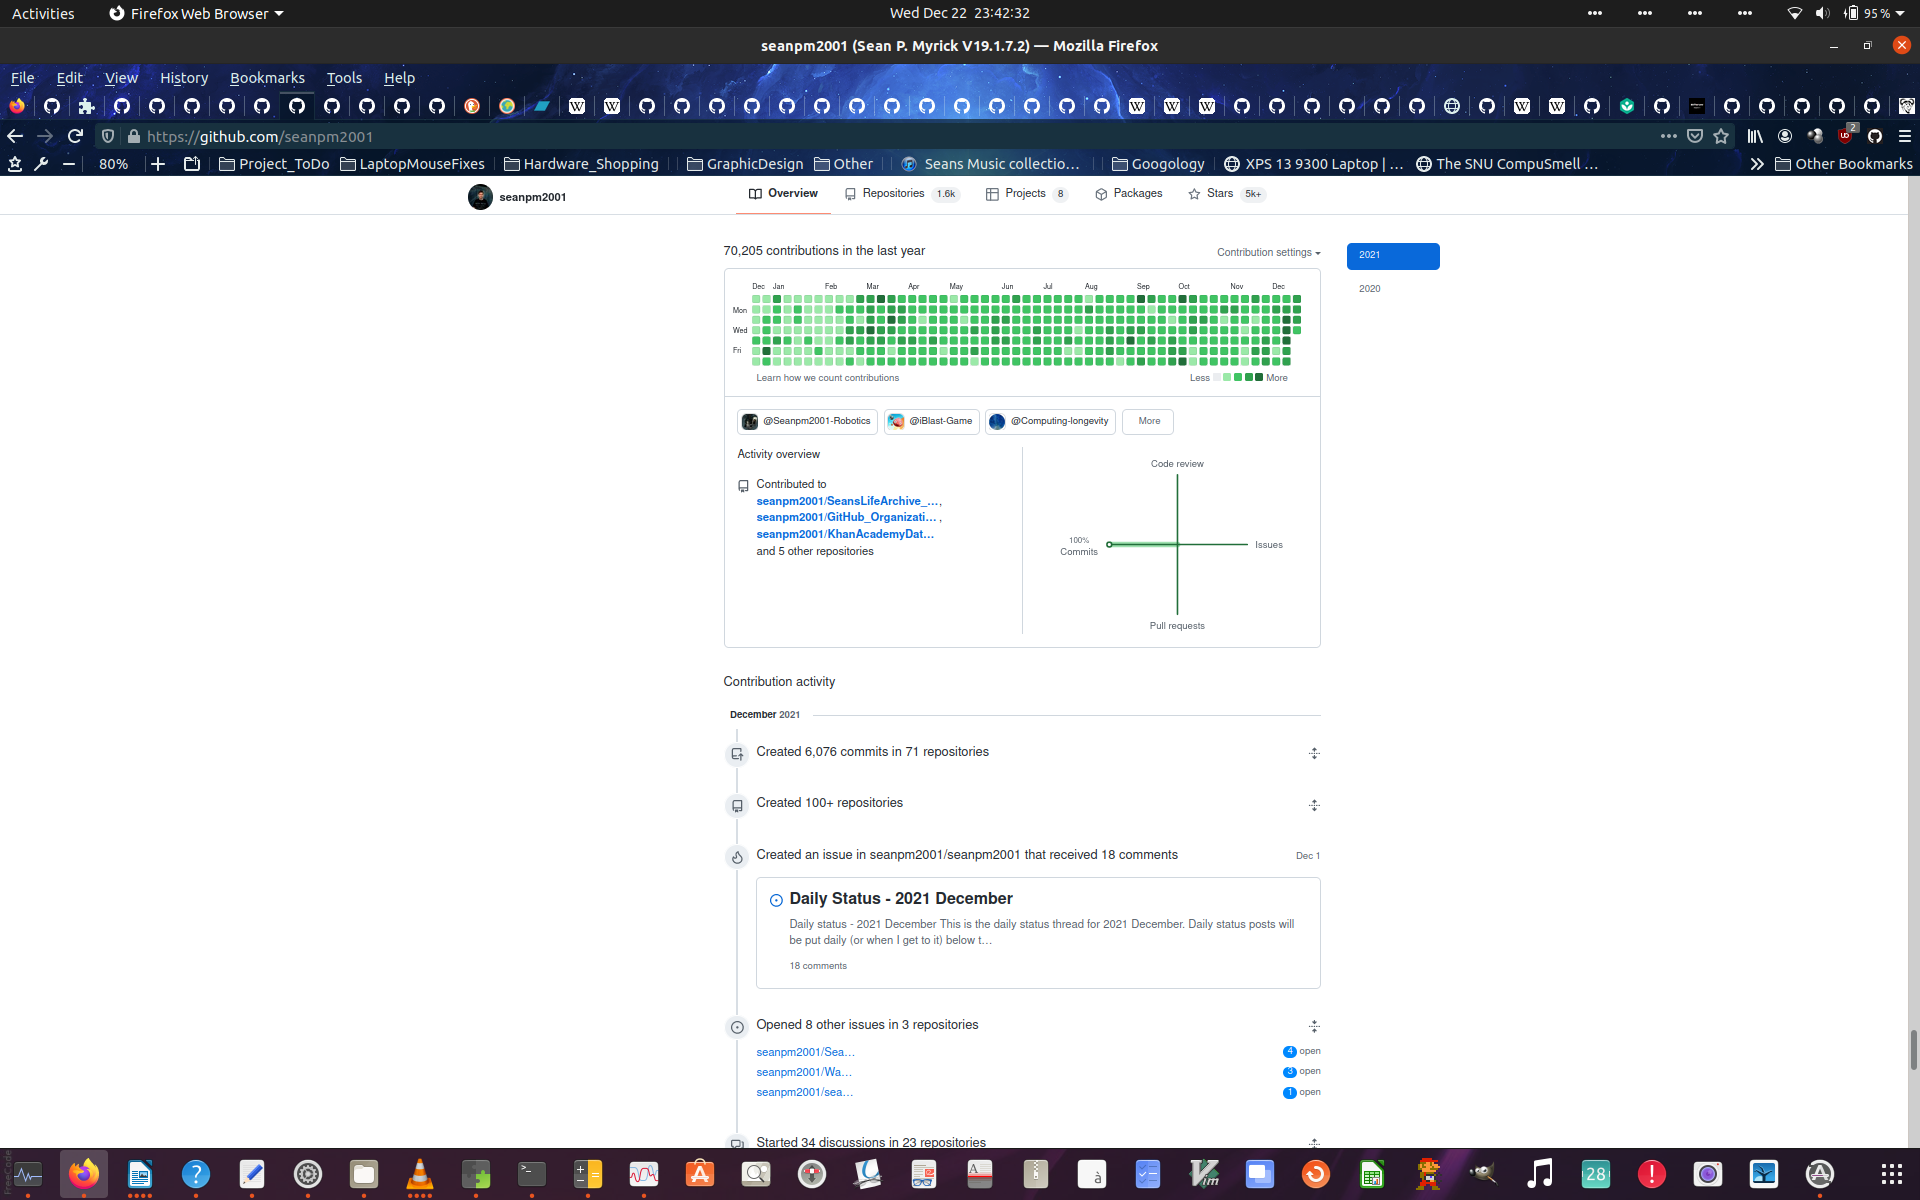 Activities
Firefox Web Browser
Wed Dec 22 23:42:32
95 %
seanpm2001 (Sean P. Myrick V19.1.7.2) — Mozilla Firefox
File Edit View History Bookmarks Tools Help
https://github.com/seanpm2001
2
80%
Project_ToDo
LaptopMouseFixes
Hardware_Shopping
GraphicDesign
Other
Seans Music collectio…
Googology
XPS 13 9300 Laptop | …
The SNU CompuSmell …
Other Bookmarks
seanpm2001
Overview
Repositories 1.6k
Projects 8
Packages
Stars 5k+
70,205 contributions in the last year
Contribution settings
2021
2020
Dec Jan Feb Mar Apr May Jun Jul Aug Sep Oct Nov Dec
Mon
Wed
Fri
Learn how we count contributions
Less More
@Seanpm2001-Robotics
@iBlast-Game
@Computing-longevity
More
Activity overview
Contributed to
seanpm2001/SeansLifeArchive_… ,
seanpm2001/GitHub_Organizati… ,
seanpm2001/KhanAcademyDat…
and 5 other repositories
Code review
100%
Commits
Issues
Pull requests
Contribution activity
December 2021
Created 6,076 commits in 71 repositories
Created 100+ repositories
Created an issue in seanpm2001/seanpm2001 that received 18 comments
Dec 1
Daily Status - 2021 December
Daily status - 2021 December This is the daily status thread for 2021 December. Daily status posts will
be put daily (or when I get to it) below t…
18 comments
Opened 8 other issues in 3 repositories
seanpm2001/Sea…
4 open
seanpm2001/Wa…
3 open
seanpm2001/sea…
1 open
Started 34 discussions in 23 repositories
28